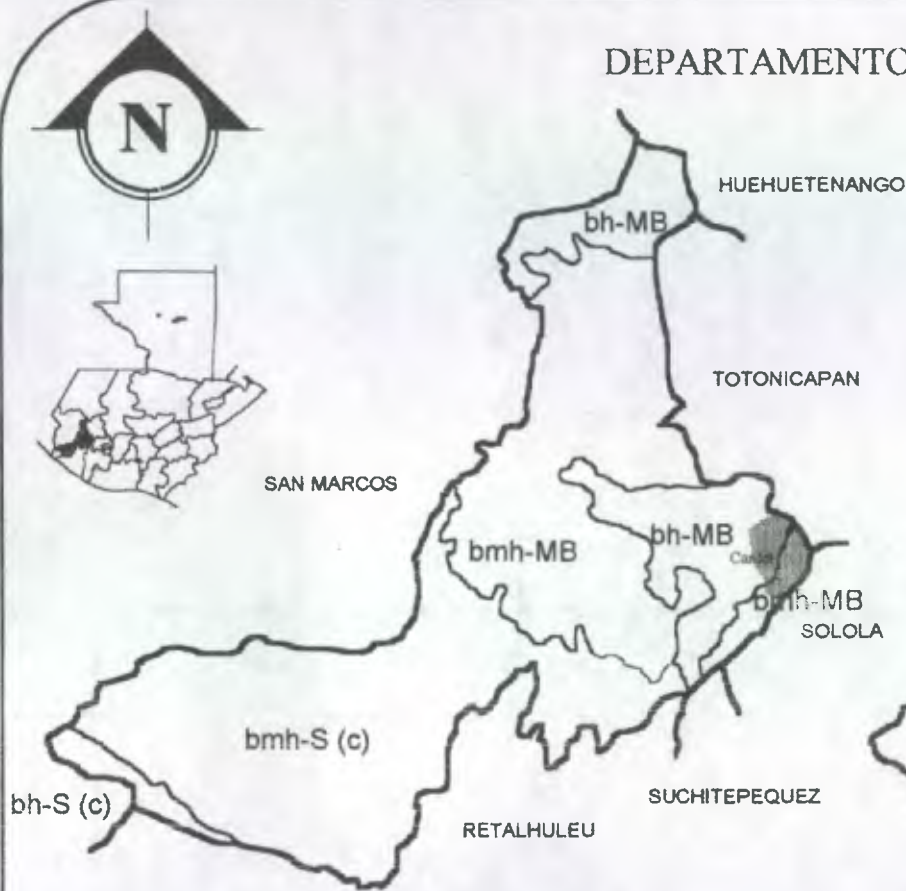 DEPARTAMENTO
N
HUEHUETENANGO
bh-MB
TOTONICAPAN
SAN MARCOS
bmh-MB
bh-MB
bmh-MB
SOLOLA
bmh-S (c)
bh-S (c)
SUCHITEPEQUEZ
RETALHULEU